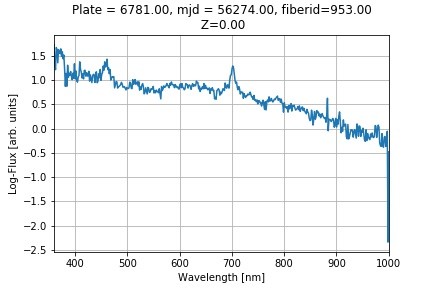 Plate = 6781.00, mjd = 56274.00, fiberid=953.00
Z=0.00
Log-Flux [arb. units]
1.5
1.0
0.5
0.0
−0.5
−1.0
−1.5
−2.0
−2.5
400 500 600 700 800 900 1000
Wavelength [nm]